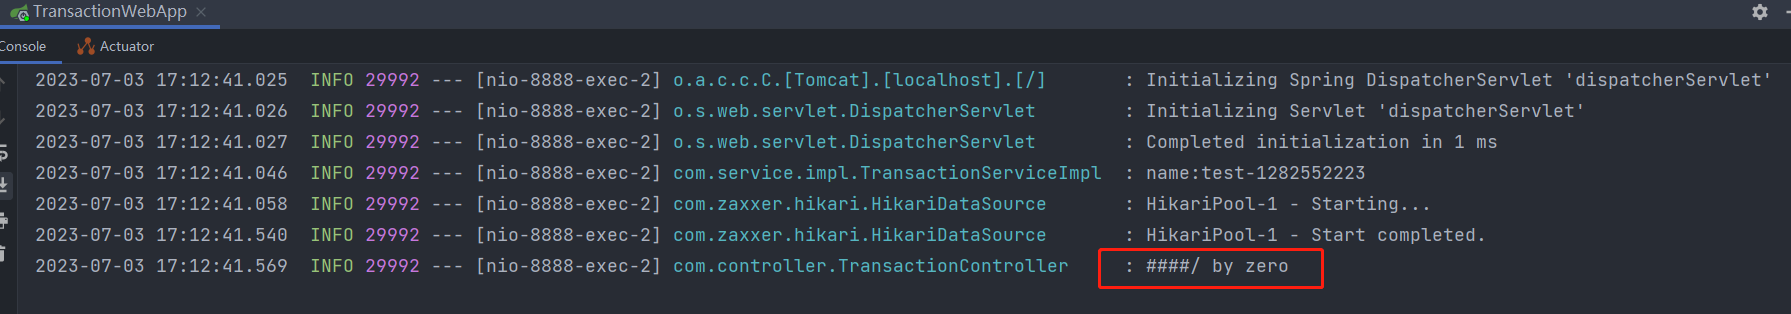 TransactionWebApp
Console Actuator
2023-07-03 17:12:41.025 INFO 29992 --- [nio-8888-exec-2] o.a.c.c.C.[Tomcat].[localhost].[/] : Initializing Spring DispatcherServlet 'dispatcherServlet'
2023-07-03 17:12:41.026 INFO 29992 --- [nio-8888-exec-2] o.s.web.servlet.DispatcherServlet : Initializing Servlet 'dispatcherServlet'
2023-07-03 17:12:41.042 INFO 29992 --- [nio-8888-exec-2] o.s.web.servlet.DispatcherServlet : Completed initialization in 1 ms
2023-07-03 17:12:41.046 INFO 29992 --- [nio-8888-exec-2] com.service.impl.TransactionServiceImpl : name:test-1282552223
2023-07-03 17:12:41.058 INFO 29992 --- [nio-8888-exec-2] com.zaxxer.hikari.HikariDataSource : HikariPool-1 - Starting...
2023-07-03 17:12:41.540 INFO 29992 --- [nio-8888-exec-2] com.zaxxer.hikari.HikariDataSource : HikariPool-1 - Start completed.
2023-07-03 17:12:41.569 INFO 29992 --- [nio-8888-exec-2] com.controller.TransactionController : ####/ by zero